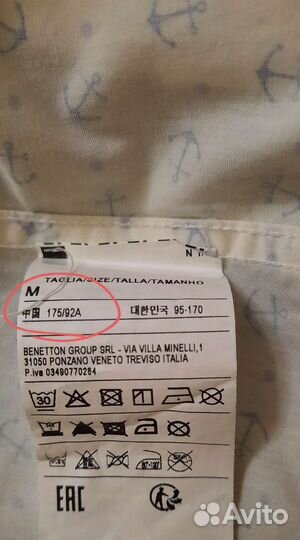 TAGLIA/SIZE/TALLA/TAMANHO
M
中国 175/92A 대한민국 95-170
BENETTON GROUP SRL - VIA VILLA MINELLI,1
31050 PONZANO VENETO TREVISO ITALIA
P.iva 03490770264
30
EAC
Avito